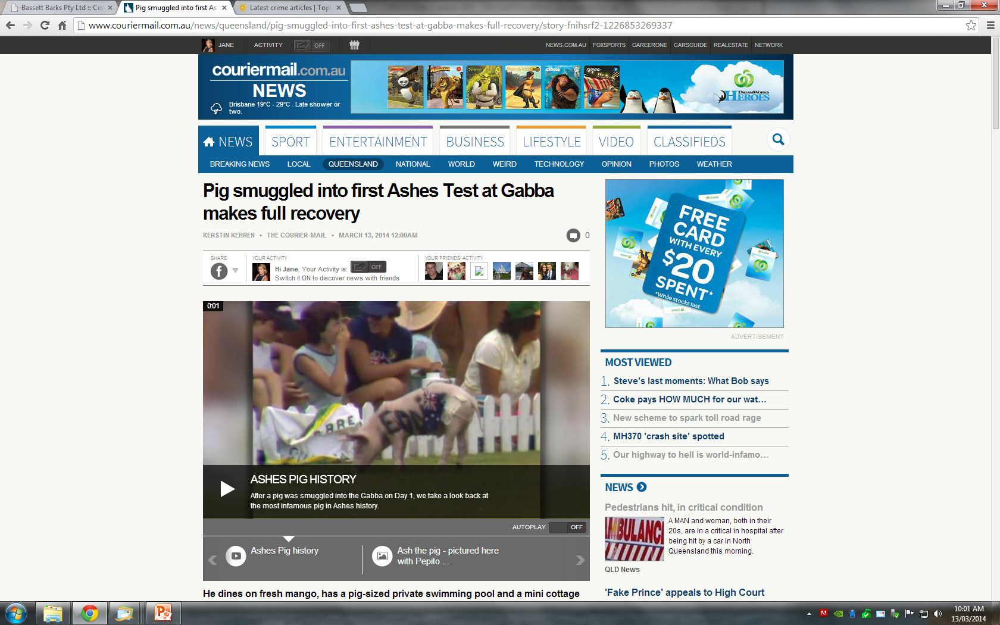 Bassett Barks Pty Ltd :: Co
Pig smuggled into first As
Latest crime articles | Topi
www.couriermail.com.au/news/queensland/pig-smuggled-into-first-ashes-test-at-gabba-makes-full-recovery/story-fnihsrf2-1226853269337
JANE
ACTIVITY
OFF
NEWS.COM.AU
FOXSPORTS
CAREERONE
CARSGUIDE
REALESTATE
NETWORK
couriermail.com.au
NEWS
Brisbane 19°C - 29°C . Late shower or
two.
DREAMWORKS
HEROES
NEWS
SPORT
ENTERTAINMENT
BUSINESS
LIFESTYLE
VIDEO
CLASSIFIEDS
BREAKING NEWS
LOCAL
QUEENSLAND
NATIONAL
WORLD
WEIRD
TECHNOLOGY
OPINION
PHOTOS
WEATHER
Pig smuggled into first Ashes Test at Gabba
makes full recovery
KERSTIN KEHREN • THE COURIER-MAIL • MARCH 13, 2014 12:00AM
0
SHARE
YOUR ACTIVITY
Hi Jane. Your Activity is: OFF
Switch it ON to discover news with friends
YOUR FRIENDS' ACTIVITY
0:01
ASHES PIG HISTORY
After a pig was smuggled into the Gabba on Day 1, we take a look back at
the most infamous pig in Ashes history.
AUTOPLAY
OFF
Ashes Pig history
Ash the pig - pictured here
with Pepito ...
He dines on fresh mango, has a pig-sized private swimming pool and a mini cottage
FREE
CARD
WITH EVERY
$20
SPENT*
*While stocks last
ADVERTISEMENT
MOST VIEWED
1. Steve's last moments: What Bob says
2. Coke pays HOW MUCH for our wat...
3. New scheme to spark toll road rage
4. MH370 'crash site' spotted
5. Our highway to hell is world-infamo...
NEWS
Pedestrians hit, in critical condition
MBULANC
A MAN and woman, both in their
20s, are in a critical in hospital after
being hit by a car in North
Queensland this morning.
QLD News
'Fake Prince' appeals to High Court
10:01 AM
13/03/2014